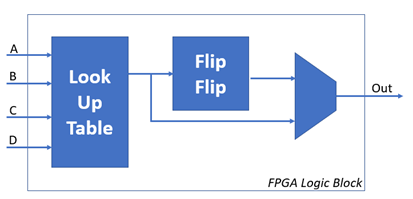 A
B
C
D
Look
Up
Table
Flip
Flip
Out
FPGA Logic Block